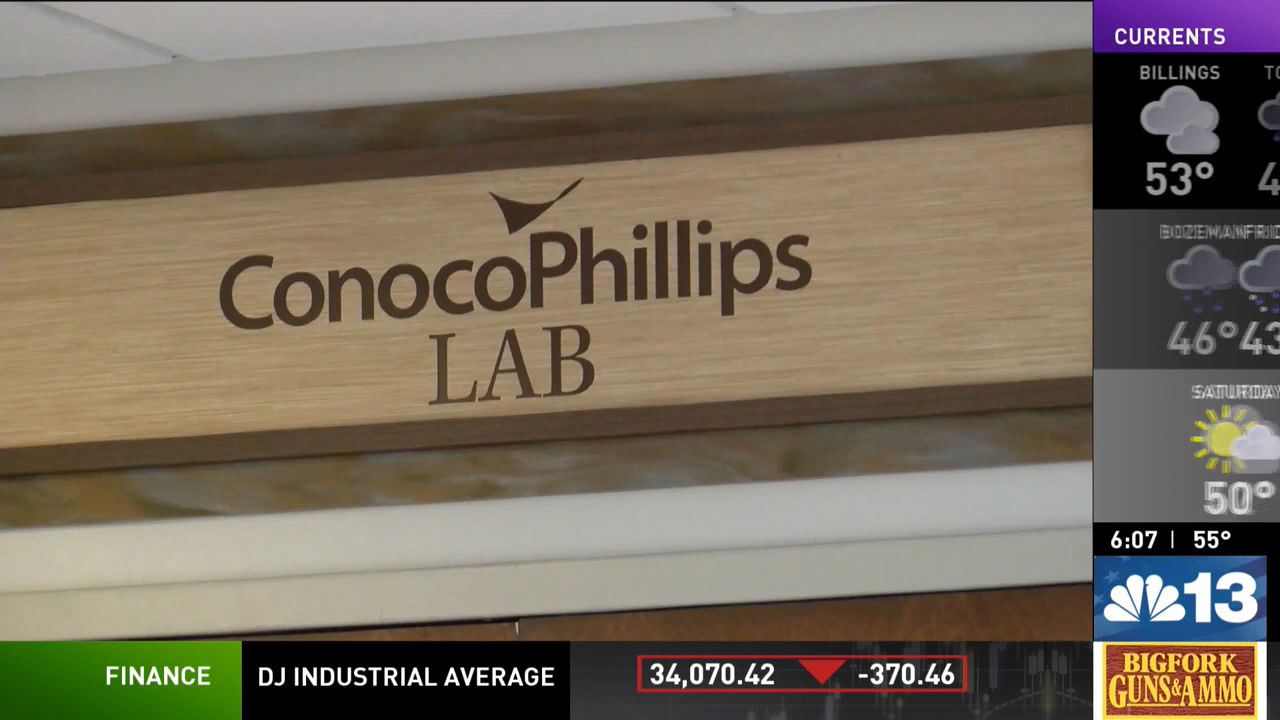 ConocoPhillips
LAB
CURRENTS
BILLINGS
53°
46°
43
SATURDAY
50°
6:07 | 55°
13
BIGFORK
GUNS&AMMO
FINANCE
DJ INDUSTRIAL AVERAGE
34,070.42
-370.46